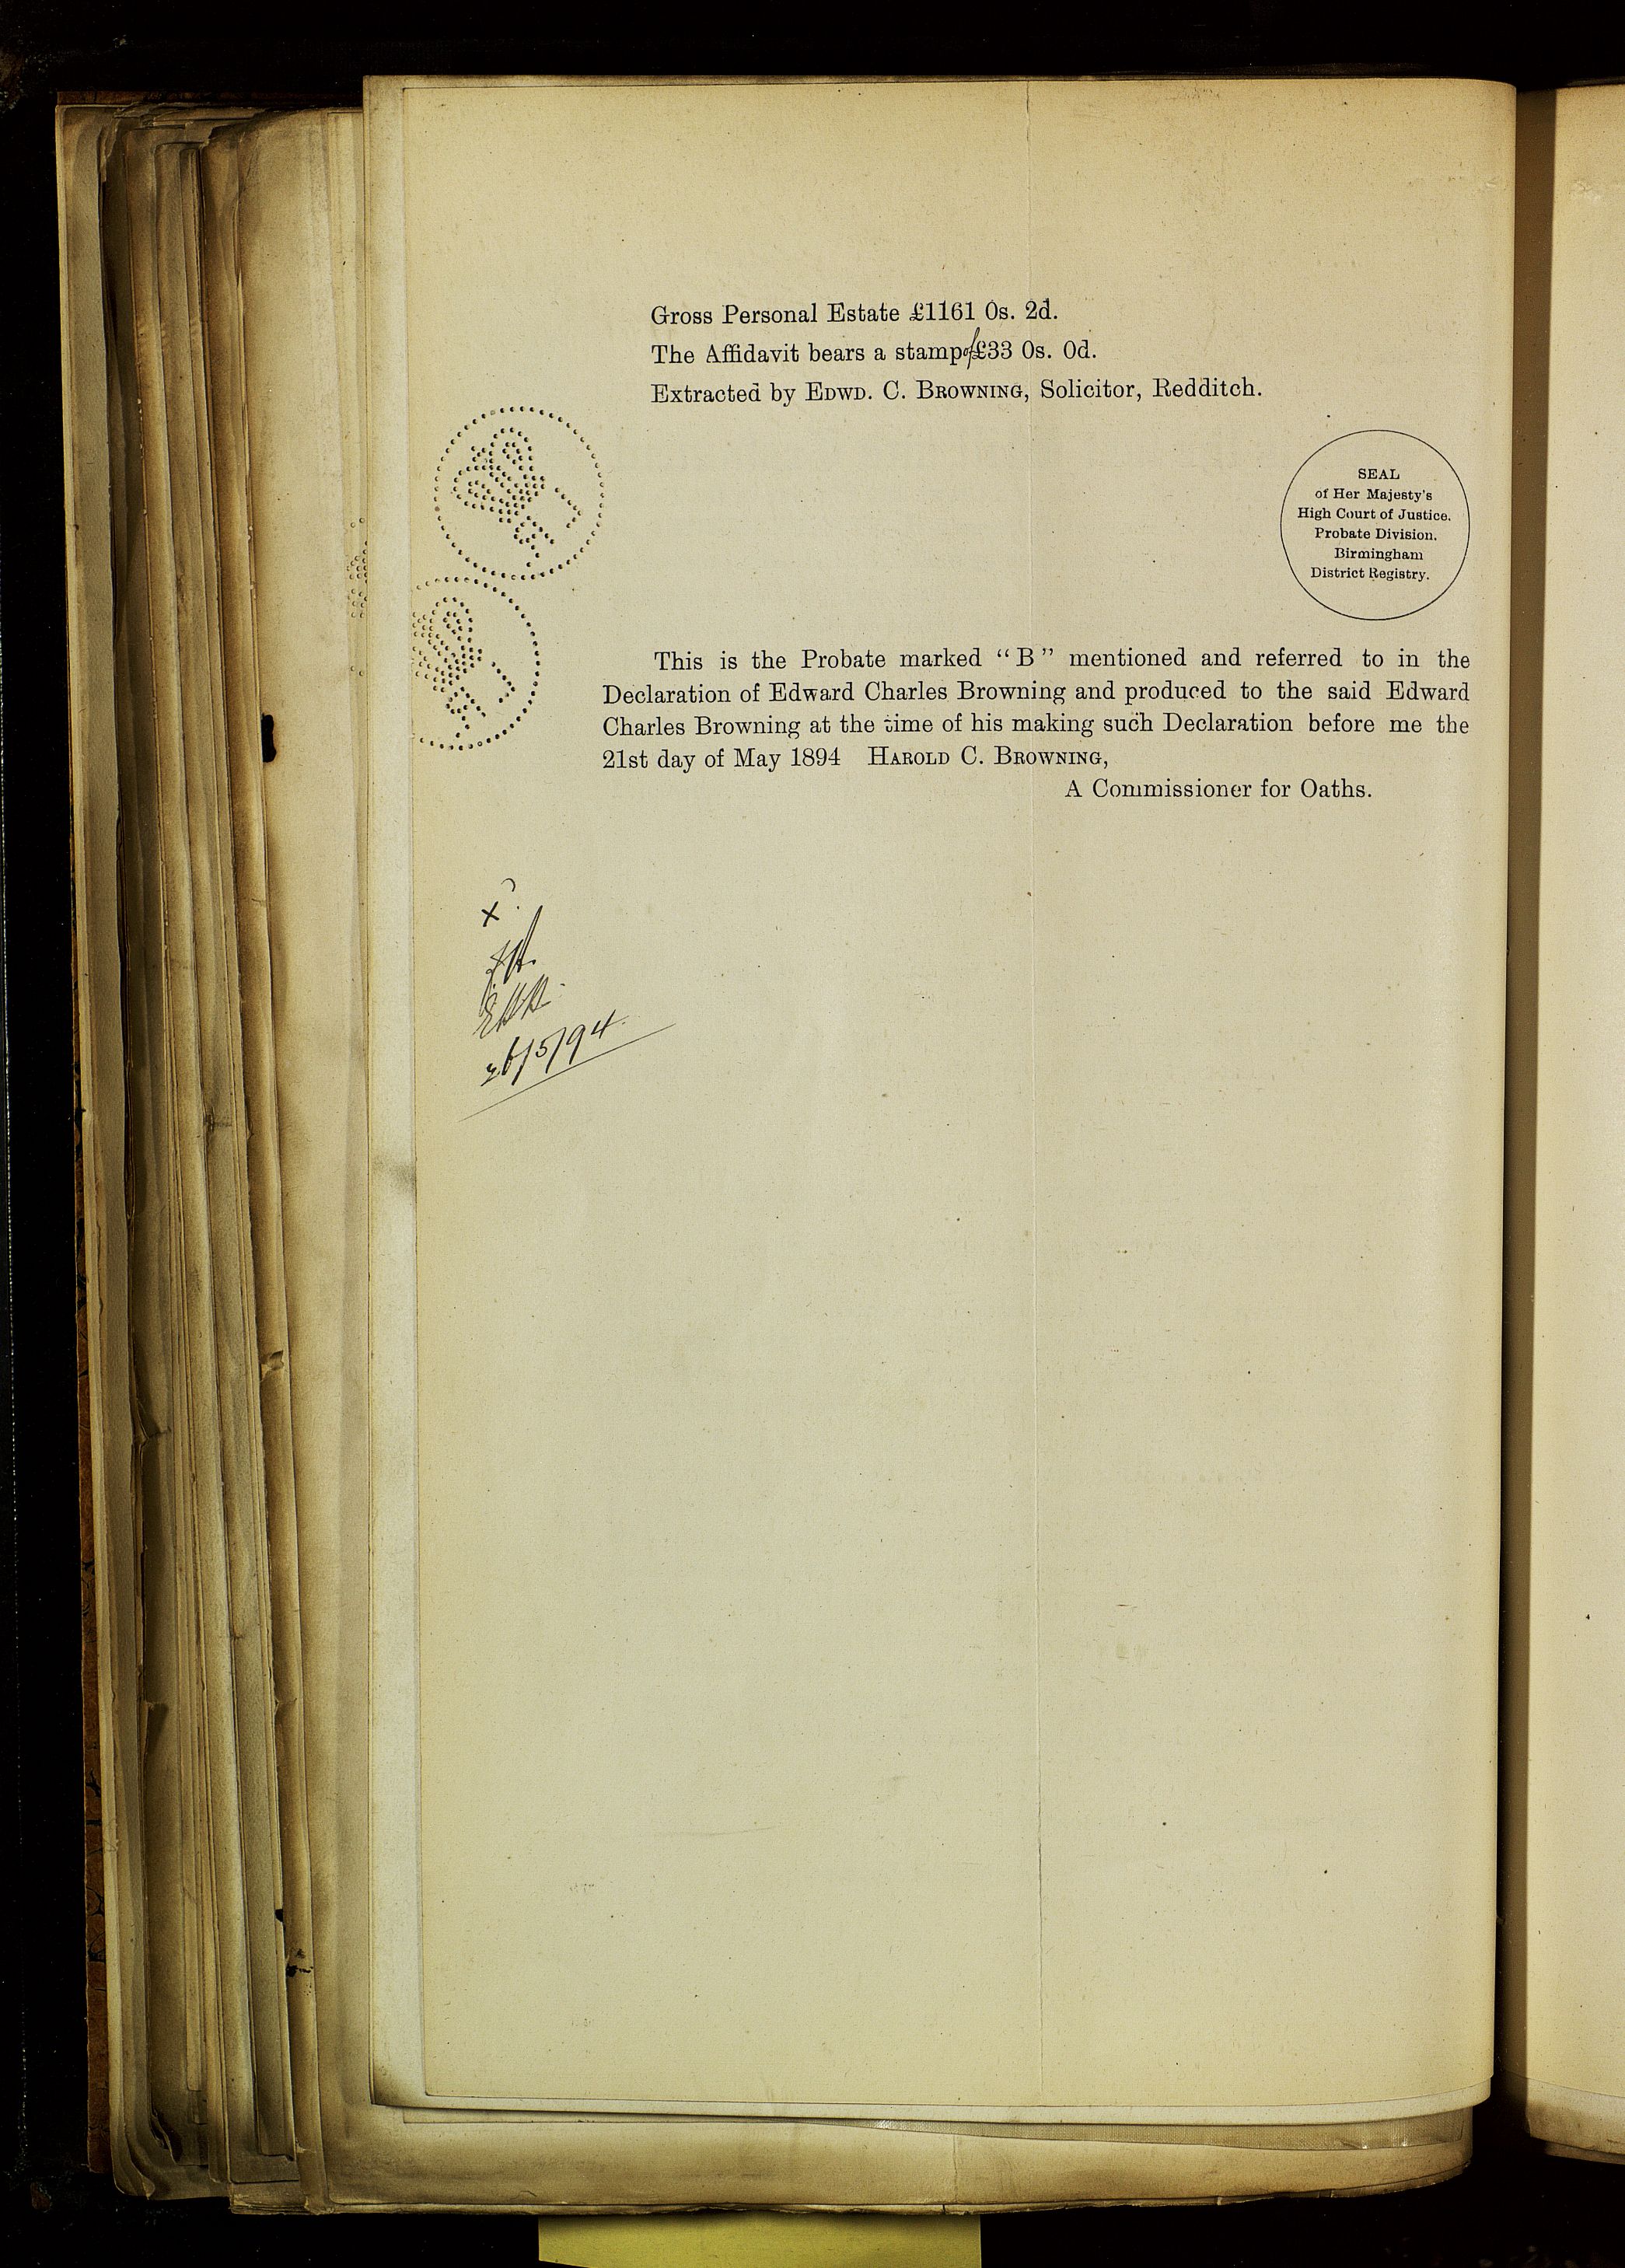 Gross Personal Estate £1161 0s. 2d.
The Affidavit bears a stamp of £33 0s. 0d.
Extracted by EDWD. C. BROWNING, Solicitor, Redditch.
SEAL
of Her Majesty's
High Court of Justice.
Probate Division.
Birmingham
District Registry.
This is the Probate marked “B” mentioned and referred to in the
Declaration of Edward Charles Browning and produced to the said Edward
Charles Browning at the time of his making such Declaration before me the
21st day of May 1894 HAROLD C. BROWNING,
A Commissioner for Oaths.
x?
26/5/94.